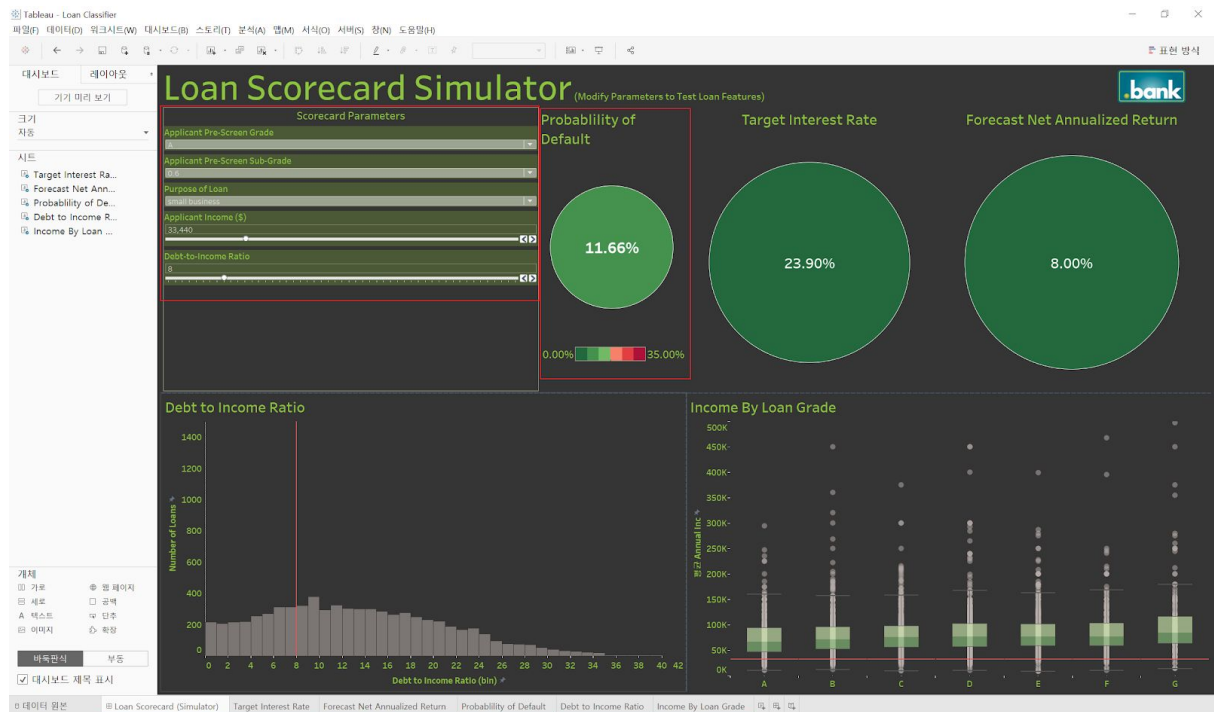 Tableau - Loan Classifier
파일(F) 데이터(D) 워크시트(W) 대시보드(B) 스토리(T) 분석(A) 맵(M) 서식(O) 서버(S) 창(N) 도움말(H)
표현 방식
대시보드 레이아웃
기기 미리 보기
크기
자동
시트
Target Interest Ra...
Forecast Net Ann...
Probablility of De...
Debt to Income R...
Income By Loan ...
개체
가로 웹 페이지
세로 공백
A 텍스트 단추
이미지 확장
바둑판식 부동
대시보드 제목 표시
Loan Scorecard Simulator (Modify Parameters to Test Loan Features)
.bank
Scorecard Parameters
Applicant Pre-Screen Grade
A
Applicant Pre-Screen Sub-Grade
0.6
Purpose of Loan
small business
Applicant Income ($)
33,440
Debt-to-Income Ratio
8
Probablility of
Default
11.66%
0.00% 35.00%
Target Interest Rate
23.90%
Forecast Net Annualized Return
8.00%
Debt to Income Ratio
Number of Loans
1400
1200
1000
800
600
400
200
0
0 2 4 6 8 10 12 14 16 18 20 22 24 26 28 30 32 34 36 38 40 42
Debt to Income Ratio (bin)
Income By Loan Grade
평균 Annual Inc
500K
450K
400K
350K
300K
250K
200K
150K
100K
50K
0K
A B C D E F G
데이터 원본 Loan Scorecard (Simulator) Target Interest Rate Forecast Net Annualized Return Probablility of Default Debt to Income Ratio Income By Loan Grade